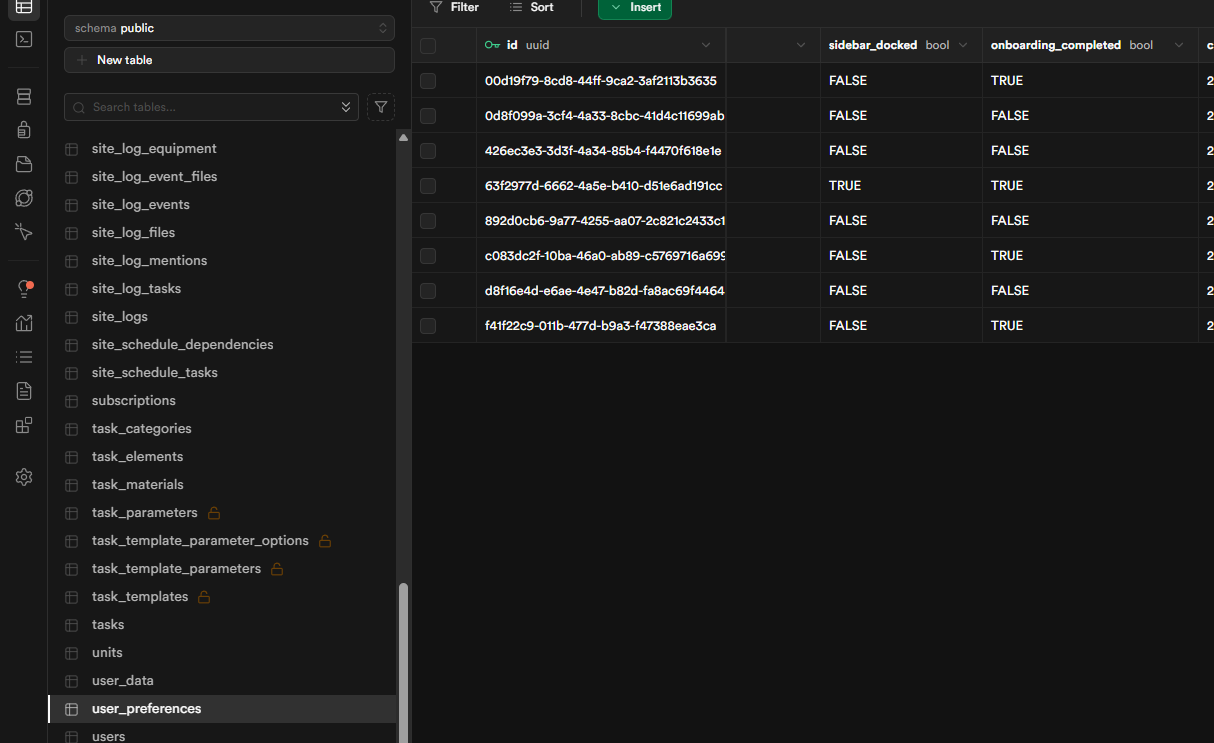 schema public
New table
Search tables...
site_log_equipment
site_log_event_files
site_log_events
site_log_files
site_log_mentions
site_log_tasks
site_logs
site_schedule_dependencies
site_schedule_tasks
subscriptions
task_categories
task_elements
task_materials
task_parameters
task_template_parameter_options
task_template_parameters
task_templates
tasks
units
user_data
user_preferences
users
Filter Sort Insert
id uuid sidebar_docked bool onboarding_completed bool c
00d19f79-8cd8-44ff-9ca2-3af2113b3635 FALSE TRUE 2
0d8f099a-3cf4-4a33-8cbc-41d4c11699ab FALSE FALSE 2
426ec3e3-3d3f-4a34-85b4-f4470f618e1e FALSE FALSE 2
63f2977d-6662-4a5e-b410-d51e6ad191cc TRUE TRUE 2
892d0cb6-9a77-4255-aa07-2c821c2433c1 FALSE FALSE 2
c083dc2f-10ba-46a0-ab89-c5769716a699 FALSE TRUE 2
d8f16e4d-e6ae-4e47-b82d-fa8ac69f4464 FALSE FALSE 2
f41f22c9-011b-477d-b9a3-f47388eae3ca FALSE TRUE 2